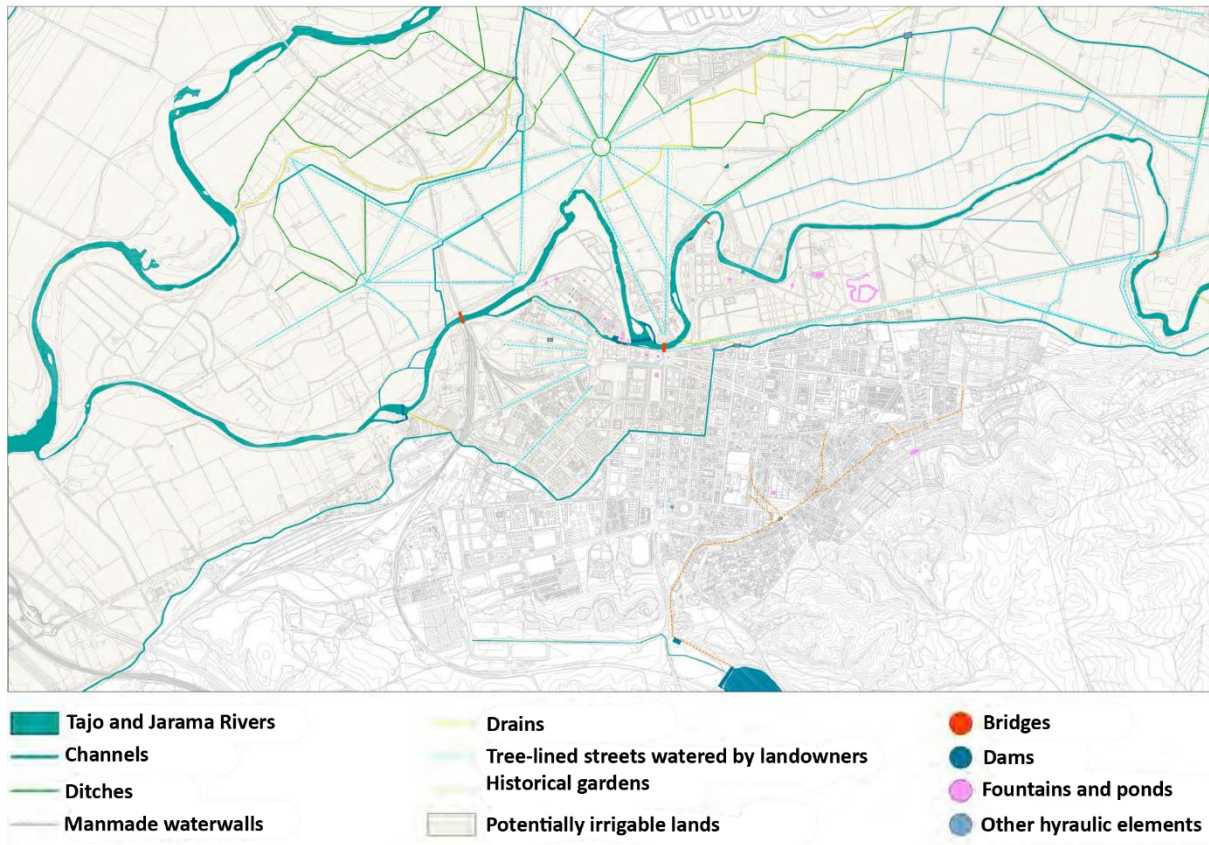 Tajo and Jarama Rivers
Channels
Ditches
Manmade waterwalls
Drains
Tree-lined streets watered by landowners
Historical gardens
Potentially irrigable lands
Bridges
Dams
Fountains and ponds
Other hyraulic elements